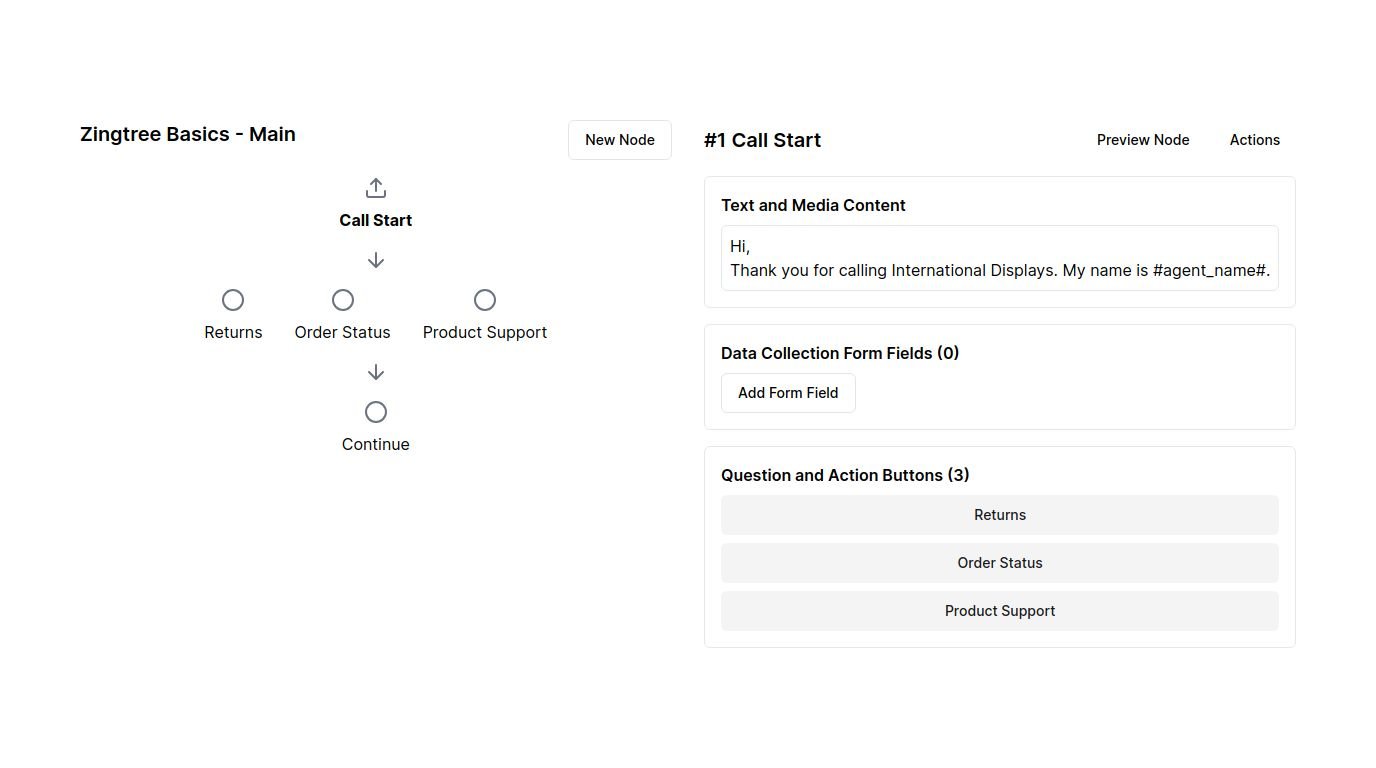 Zingtree Basics - Main
New Node
Call Start
Returns
Order Status
Product Support
Continue
#1 Call Start
Preview Node
Actions
Text and Media Content
Hi,
Thank you for calling International Displays. My name is #agent_name#.
Data Collection Form Fields (0)
Add Form Field
Question and Action Buttons (3)
Returns
Order Status
Product Support